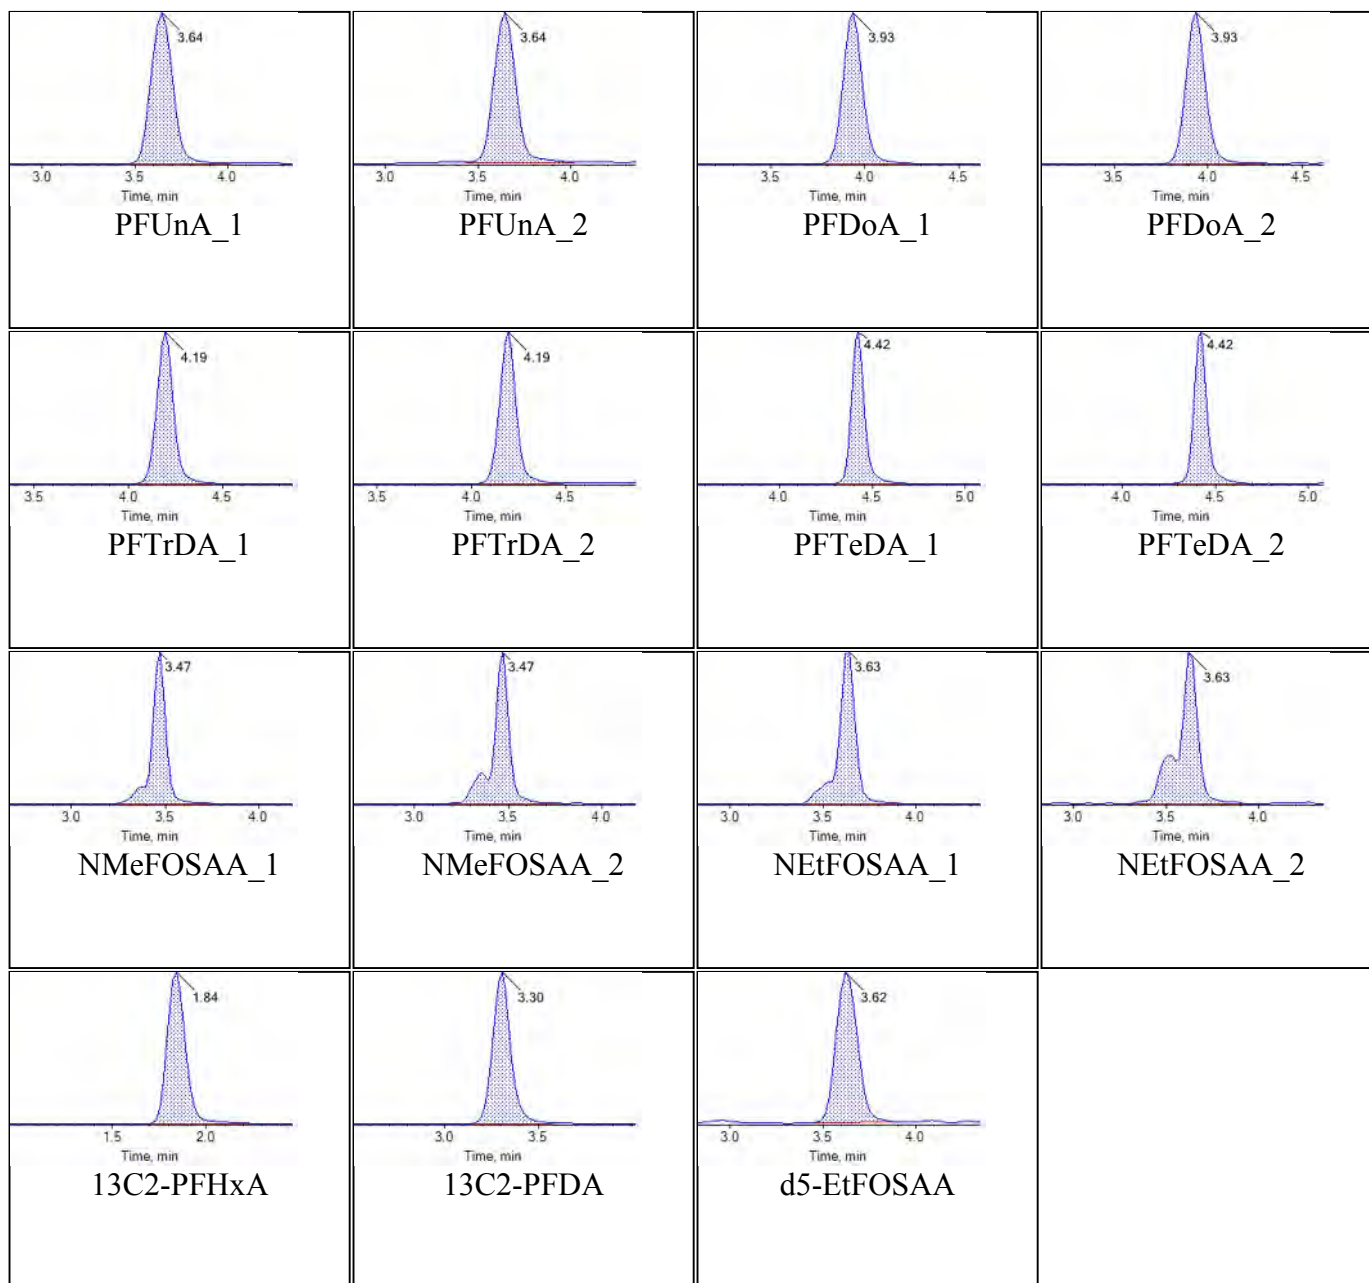 3.64
3.0 3.5 4.0
Time, min
PFUnA_1
3.64
3.0 3.5 4.0
Time, min
PFUnA_2
3.93
3.5 4.0 4.5
Time, min
PFDoA_1
3.93
3.5 4.0 4.5
Time, min
PFDoA_2
4.19
3.5 4.0 4.5
Time, min
PFTrDA_1
4.19
3.5 4.0 4.5
Time, min
PFTrDA_2
4.42
4.0 4.5 5.0
Time, min
PFTeDA_1
4.42
4.0 4.5 5.0
Time, min
PFTeDA_2
3.47
3.0 3.5 4.0
Time, min
NMeFOSAA_1
3.47
3.0 3.5 4.0
Time, min
NMeFOSAA_2
3.63
3.0 3.5 4.0
Time, min
NEtFOSAA_1
3.63
3.0 3.5 4.0
Time, min
NEtFOSAA_2
1.84
1.5 2.0
Time, min
13C2-PFHxA
3.30
3.0 3.5
Time, min
13C2-PFDA
3.62
3.0 3.5 4.0
Time, min
d5-EtFOSAA